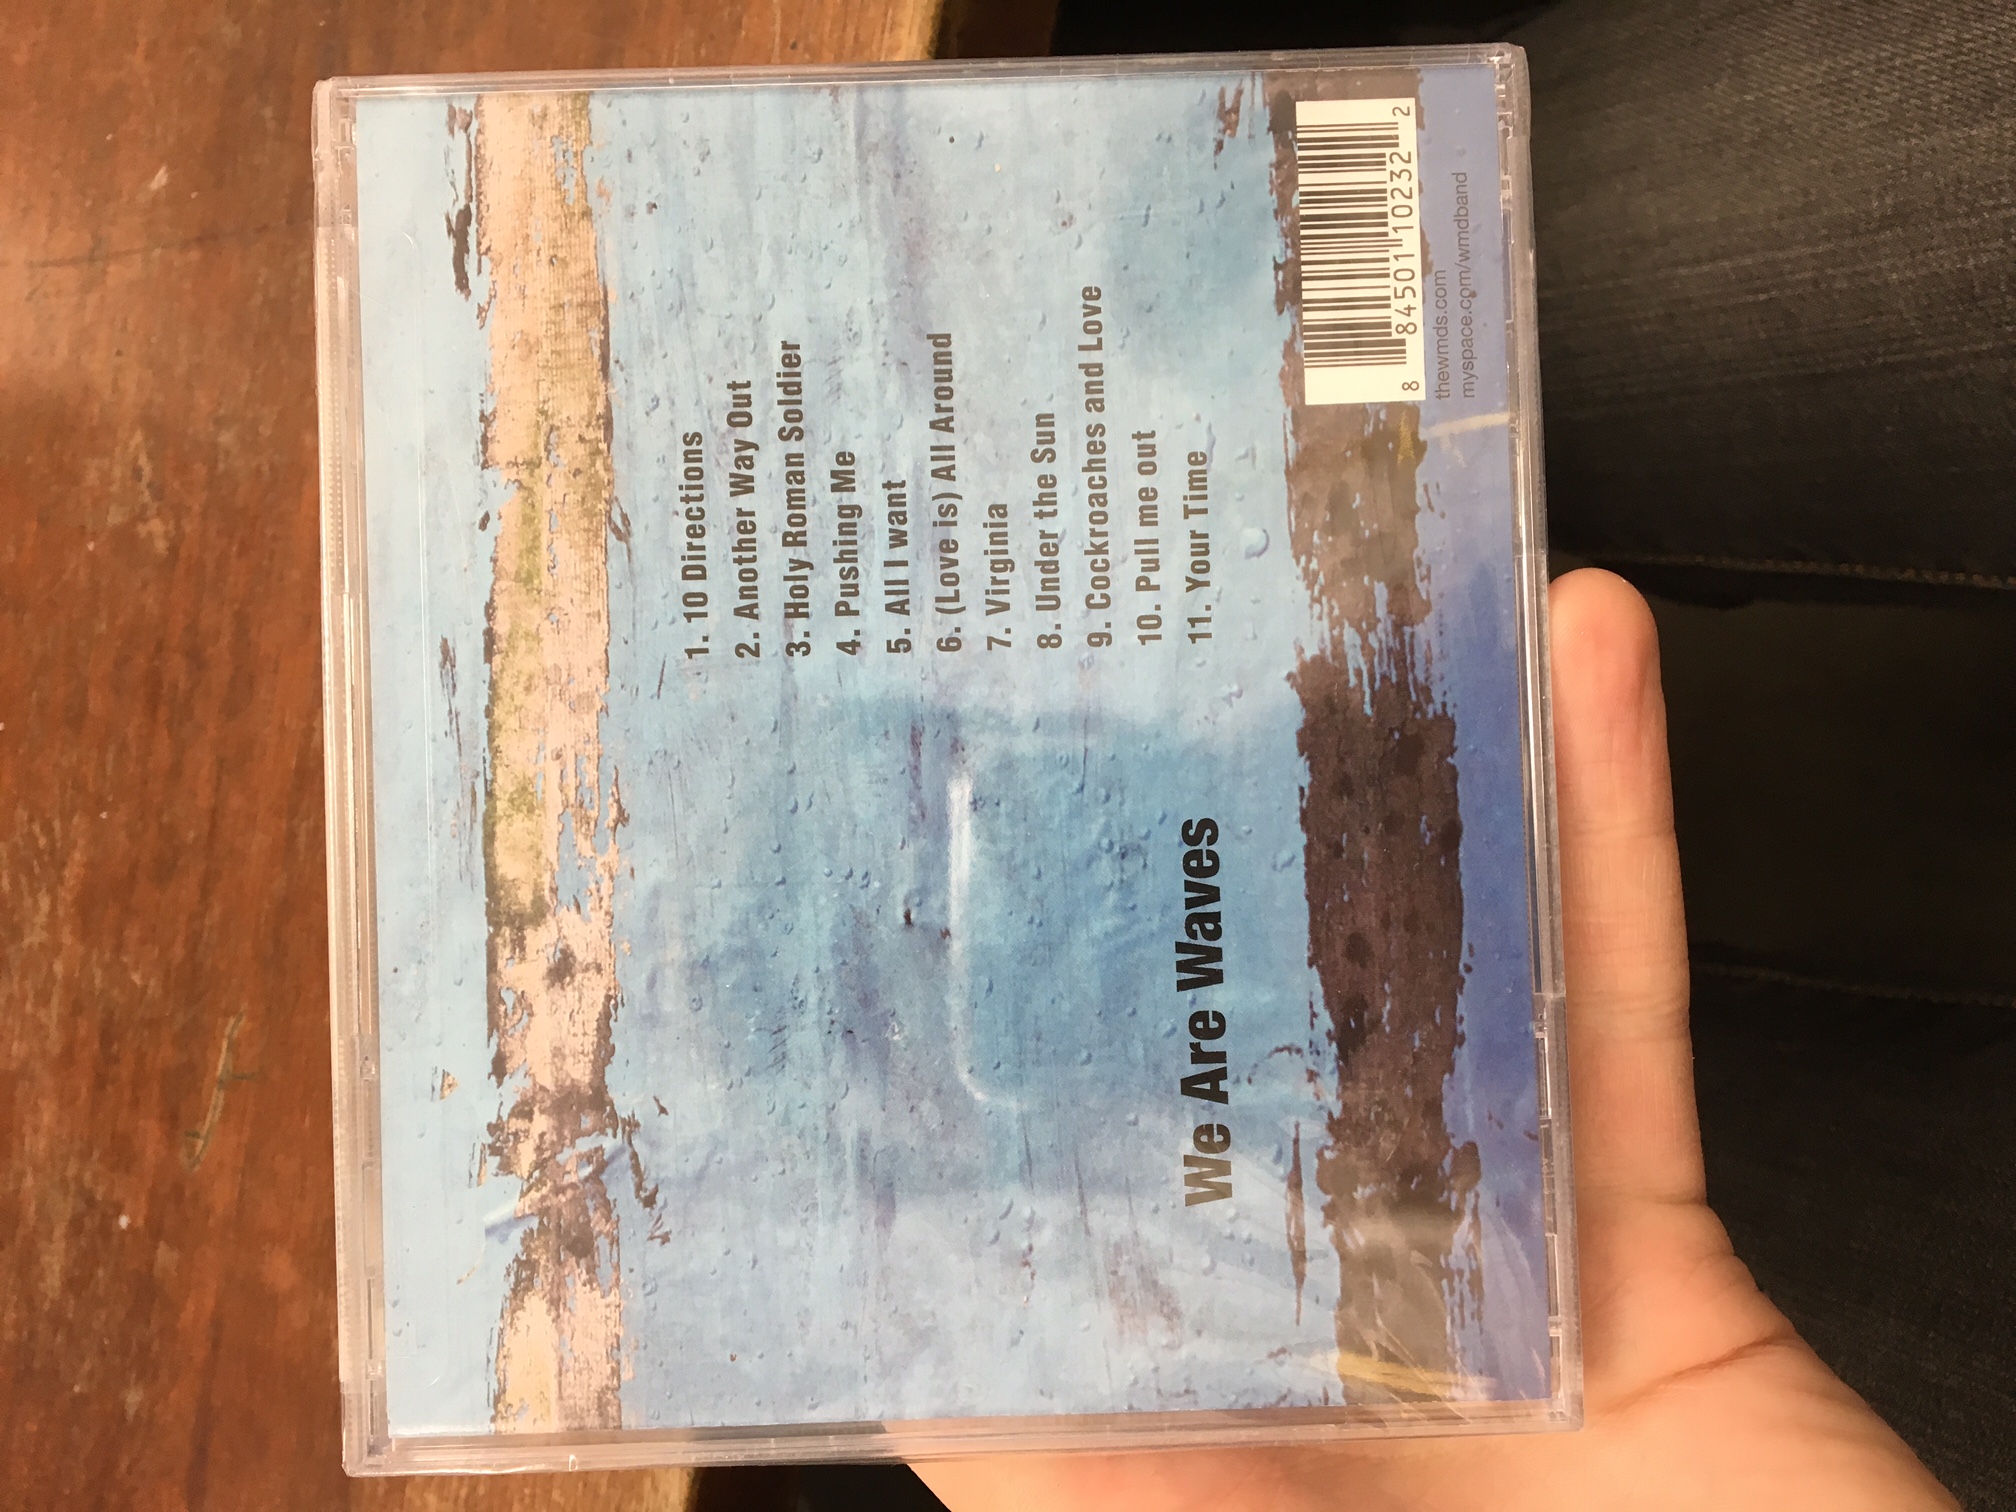 1. 10 Directions
2. Another Way Out
3. Holy Roman Soldier
4. Pushing Me
5. All I want
6. (Love is) All Around
7. Virginia
8. Under the Sun
9. Cockroaches and Love
10. Pull me out
11. Your Time
We Are Waves
8 84501 10232 2
thewmds.com
myspace.com/wmdband